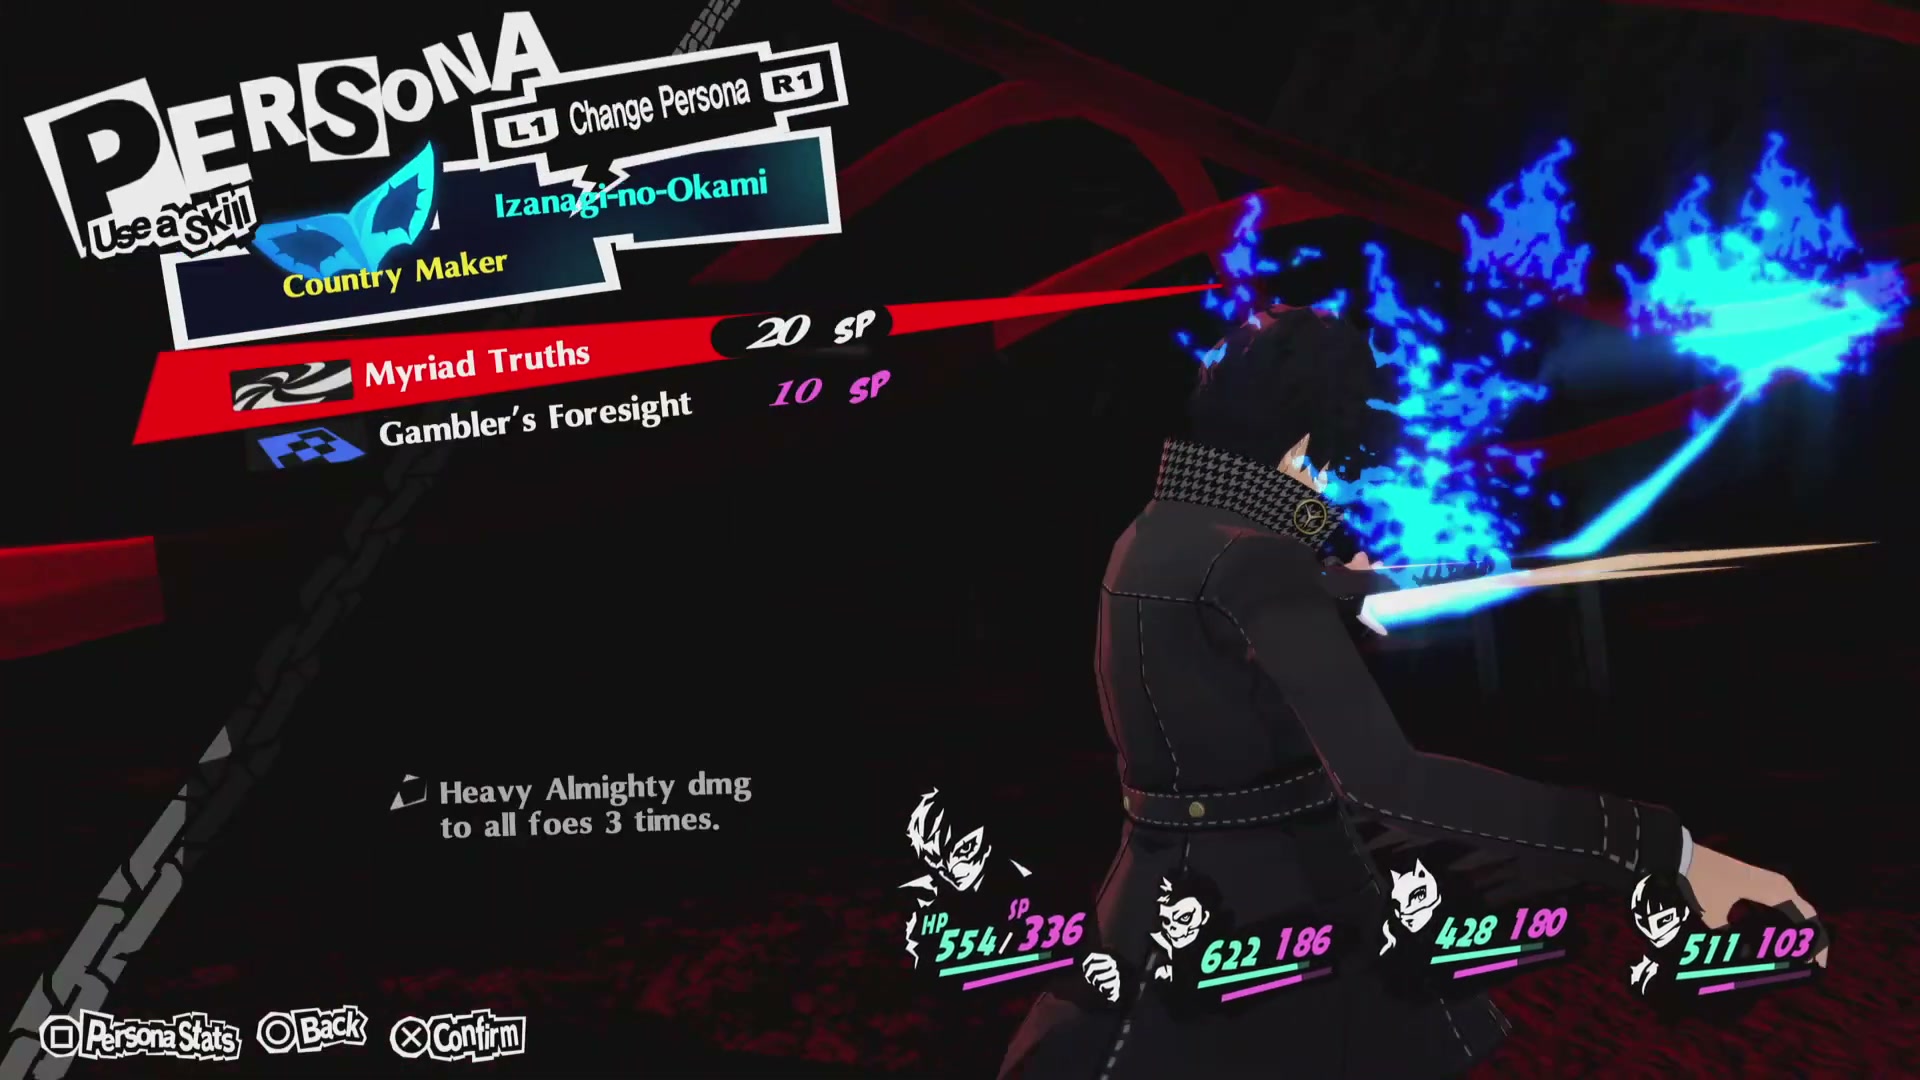 PERSONA
Use a Skill
L1 Change Persona R1
Izanagi-no-Okami
Country Maker
Myriad Truths 20 SP
Gambler's Foresight 10 SP
Heavy Almighty dmg
to all foes 3 times.
HP 554/ SP 336
622 186
428 180
511 103
Persona Stats Back Confirm